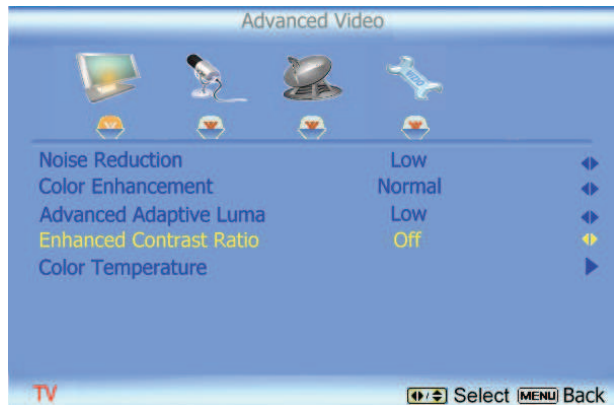 Advanced Video
VIZIO
Noise Reduction Low
Color Enhancement Normal
Advanced Adaptive Luma Low
Enhanced Contrast Ratio Off
Color Temperature
TV
Select MENU Back